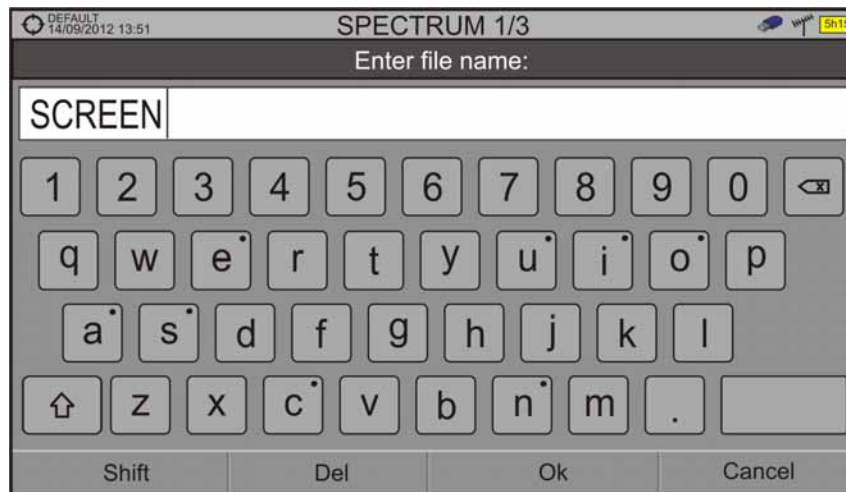 DEFAULT
14/09/2012 13:51
SPECTRUM 1/3
Enter file name:
SCREEN
1 2 3 4 5 6 7 8 9 0
q w e r t y u i o p
a s d f g h j k l
z x c v b n m .
Shift Del Ok Cancel